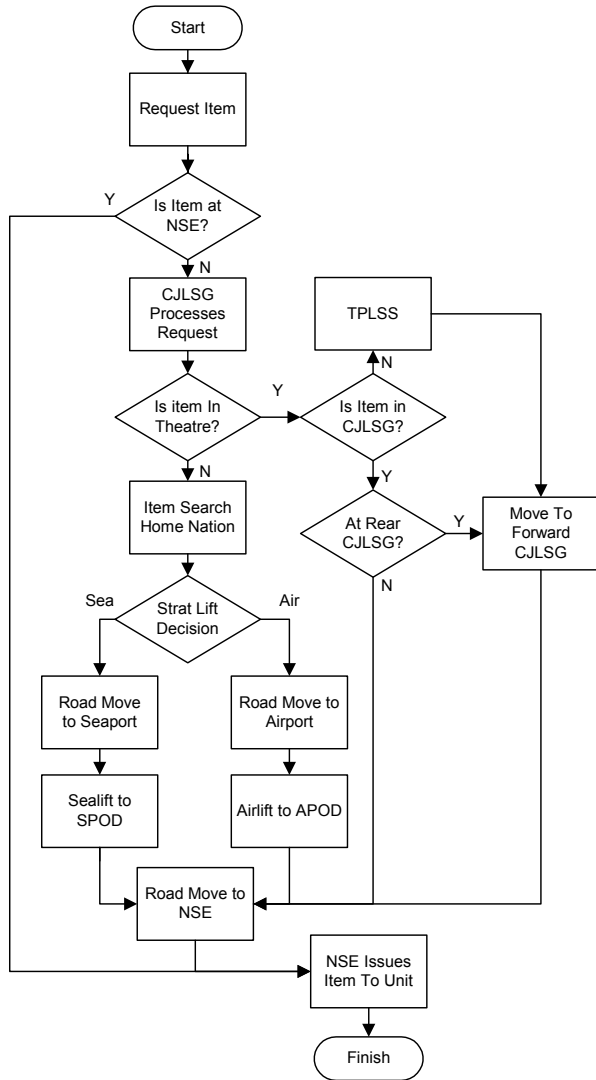 Start
Request Item
Y
Is Item at
NSE?
N
CJLSG
Processes
Request
TPLSS
N
Is item In
Theatre?
Y
Is Item in
CJLSG?
N
Y
Item Search
Home Nation
At Rear
CJLSG?
Y
Move To
Forward
CJLSG
N
Sea
Strat Lift
Decision
Air
Road Move
to Seaport
Road Move to
Airport
Sealift to
SPOD
Airlift to APOD
Road Move to
NSE
NSE Issues
Item To Unit
Finish